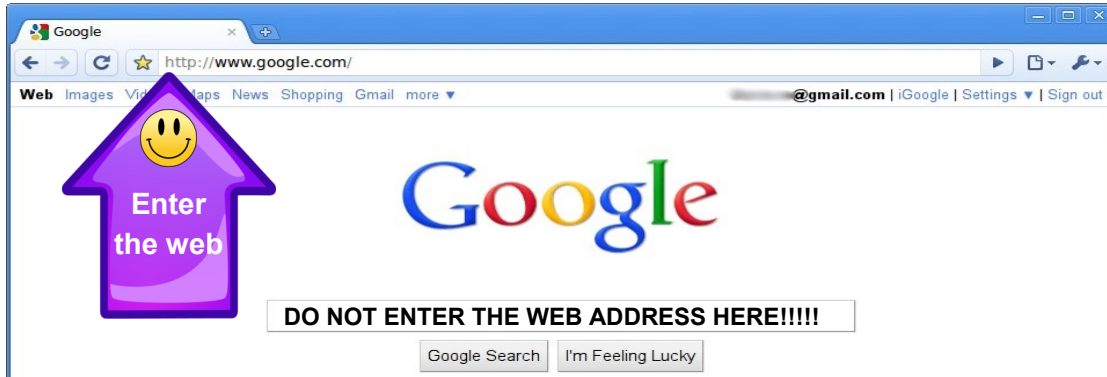 Google
http://www.google.com/
Web Images Maps News Shopping Gmail more ▼
@gmail.com | iGoogle | Settings ▼ | Sign out
Google
Enter
the web
DO NOT ENTER THE WEB ADDRESS HERE!!!!!
Google Search
I'm Feeling Lucky